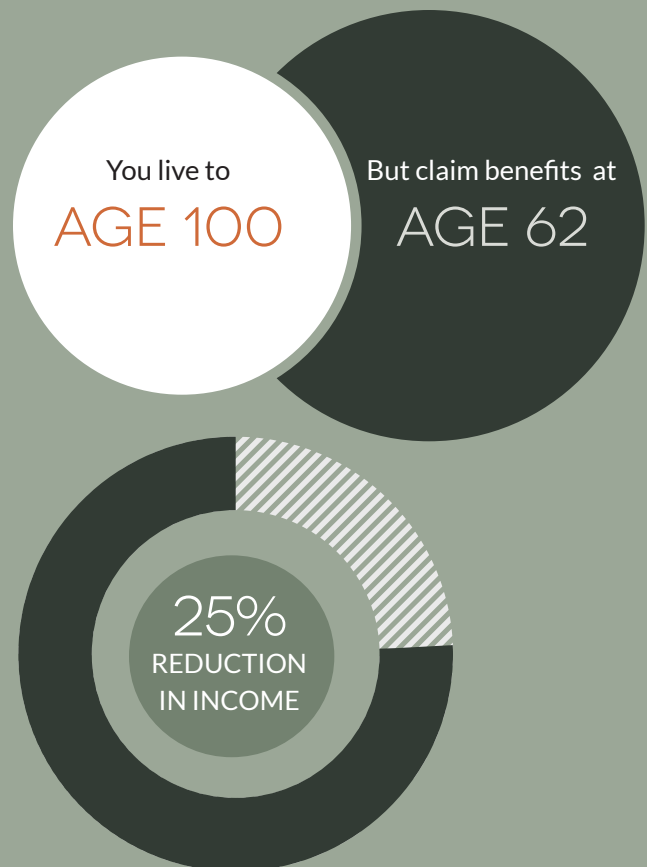 You live to
AGE 100
But claim benefits at
AGE 62
25%
REDUCTION
IN INCOME